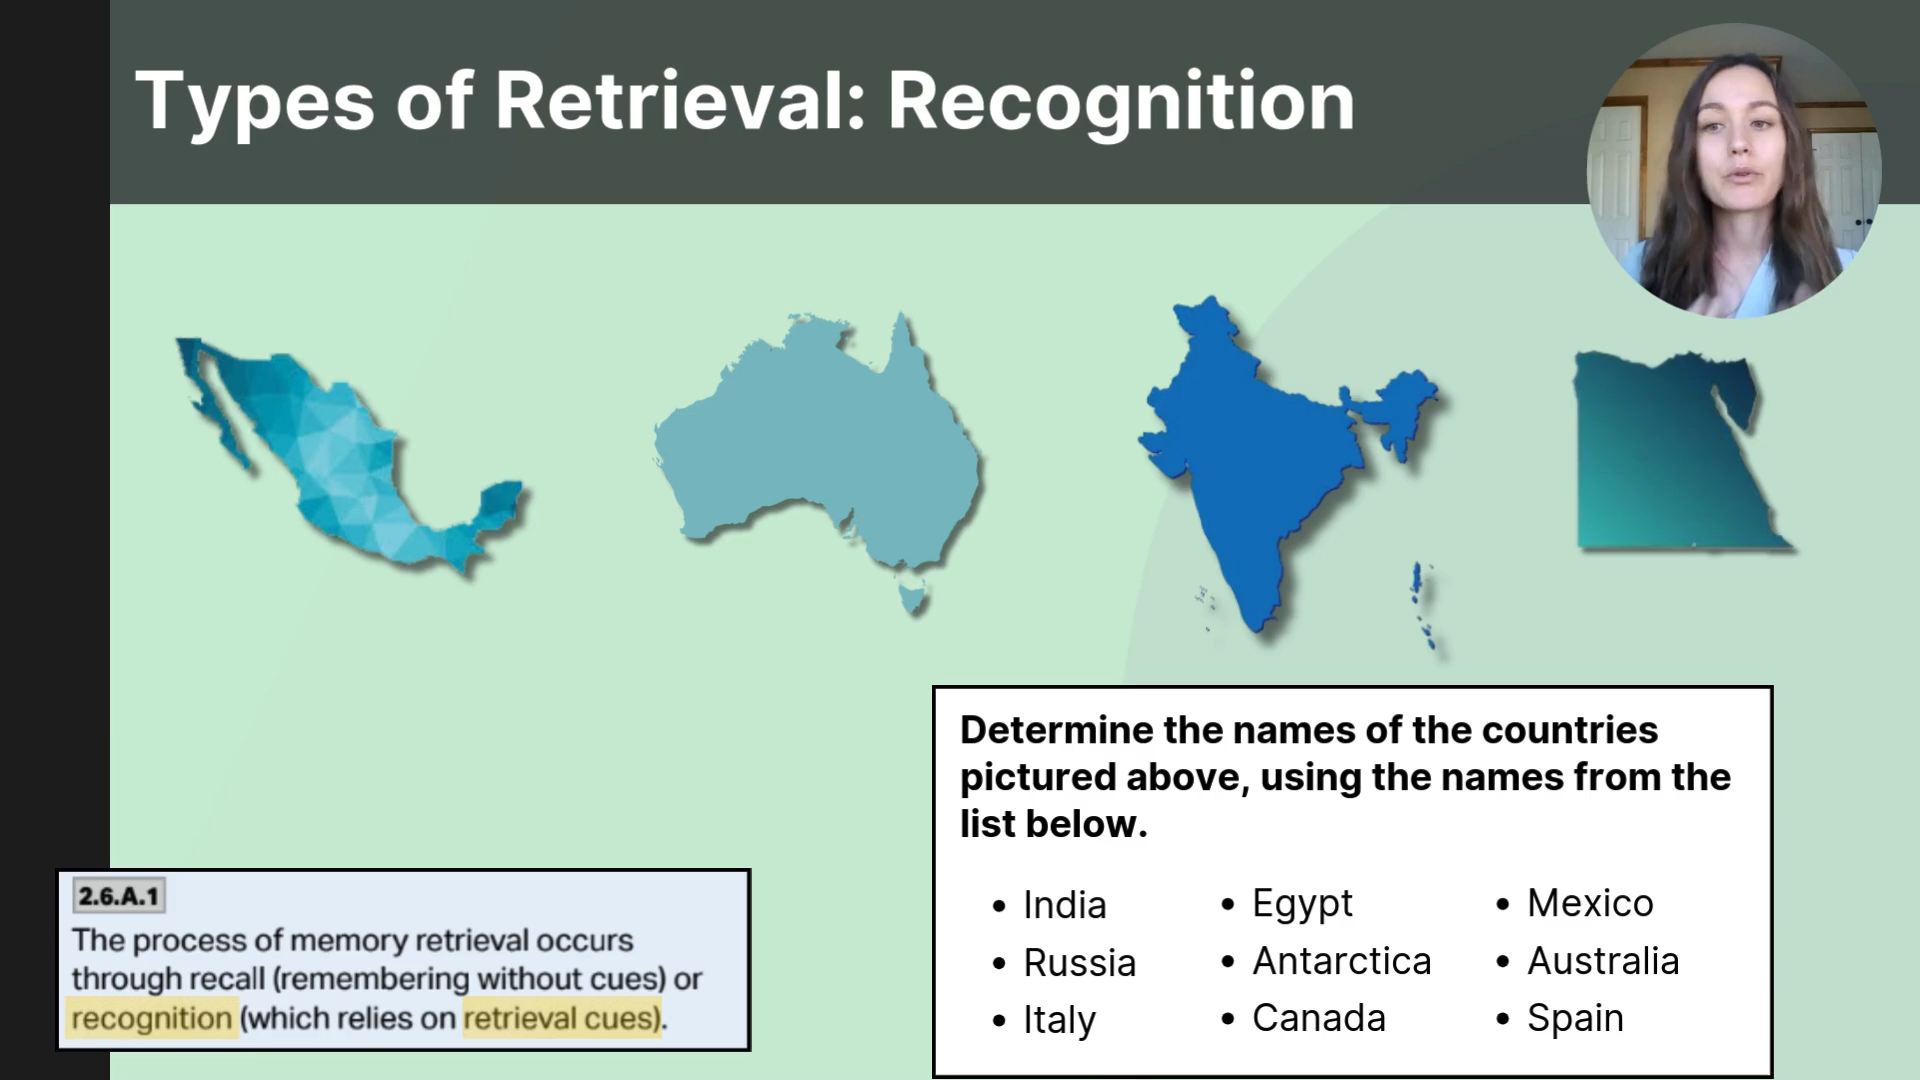 Types of Retrieval: Recognition
Determine the names of the countries
pictured above, using the names from the
list below.
• India
• Russia
• Italy
• Egypt
• Antarctica
• Canada
• Mexico
• Australia
• Spain
2.6.A.1
The process of memory retrieval occurs
through recall (remembering without cues) or
recognition (which relies on retrieval cues).